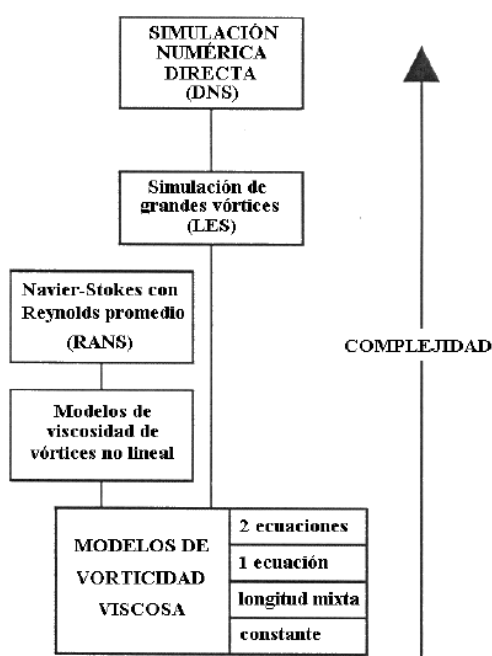 SIMULACIÓN
NUMÉRICA
DIRECTA
(DNS)
Simulación de
grandes vórtices
(LES)
Navier-Stokes con
Reynolds promedio
(RANS)
COMPLEJIDAD
Modelos de
viscosidad de
vórtices no lineal
MODELOS DE
VORTICIDAD
VISCOSA
2 ecuaciones
1 ecuación
longitud mixta
constante